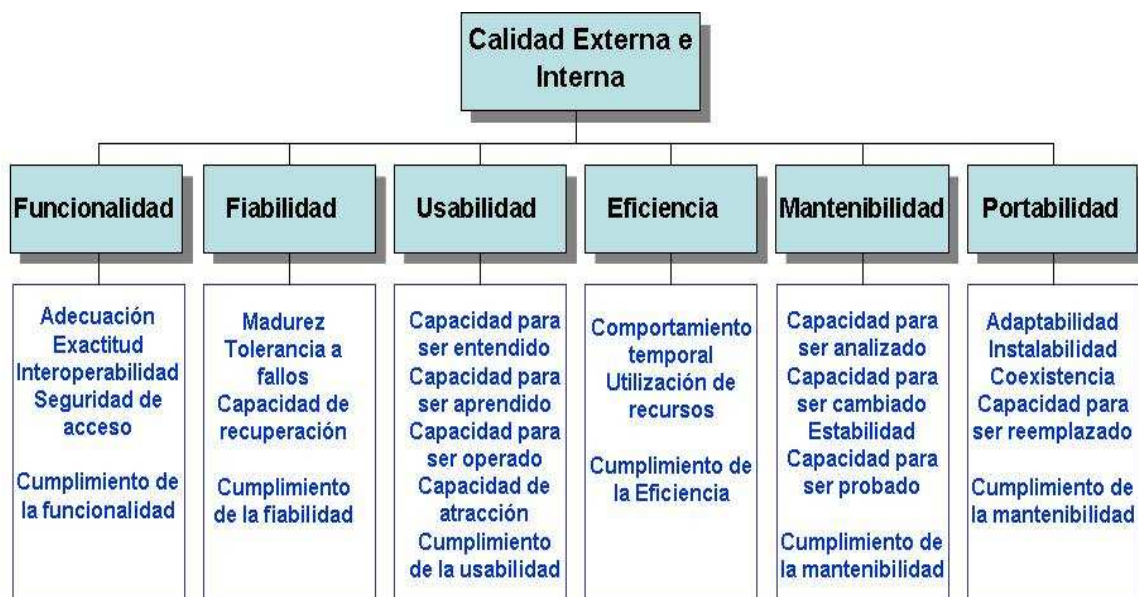 Calidad Externa e
Interna
Funcionalidad
Fiabilidad
Usabilidad
Eficiencia
Mantenibilidad
Portabilidad
Adecuación
Exactitud
Interoperabilidad
Seguridad de
acceso
Cumplimiento de
la funcionalidad
Madurez
Tolerancia a
fallos
Capacidad de
recuperación
Cumplimiento
de la fiabilidad
Capacidad para
ser entendido
Capacidad para
ser aprendido
Capacidad para
ser operado
Capacidad de
atracción
Cumplimiento
de la usabilidad
Comportamiento
temporal
Utilización de
recursos
Cumplimiento de
la Eficiencia
Capacidad para
ser analizado
Capacidad para
ser cambiado
Estabilidad
Capacidad para
ser probado
Cumplimiento de
la mantenibilidad
Adaptabilidad
Instalabilidad
Coexistencia
Capacidad para
ser reemplazado
Cumplimiento de
la mantenibilidad